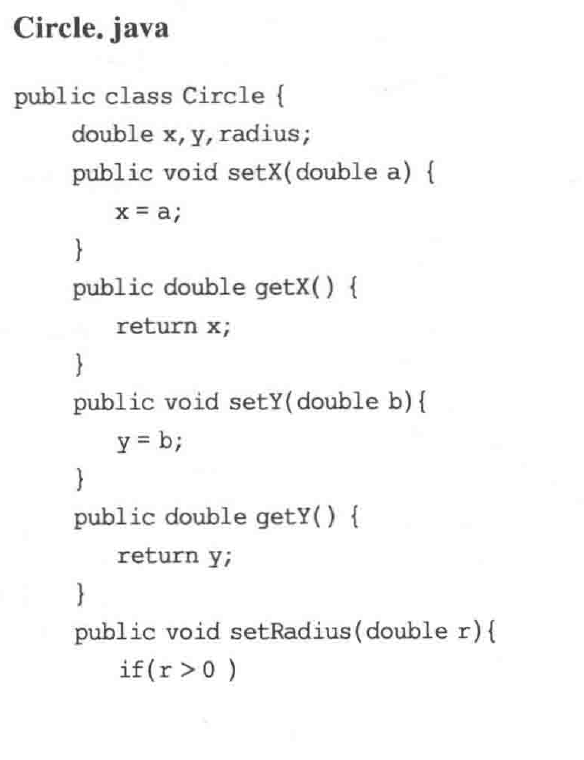 Circle. java
public class Circle {
double x, y, radius;
public void setX(double a) {
x = a;
}
public double getX() {
return x;
}
public void setY(double b){
y = b;
}
public double getY() {
return y;
}
public void setRadius(double r){
if(r > 0 )